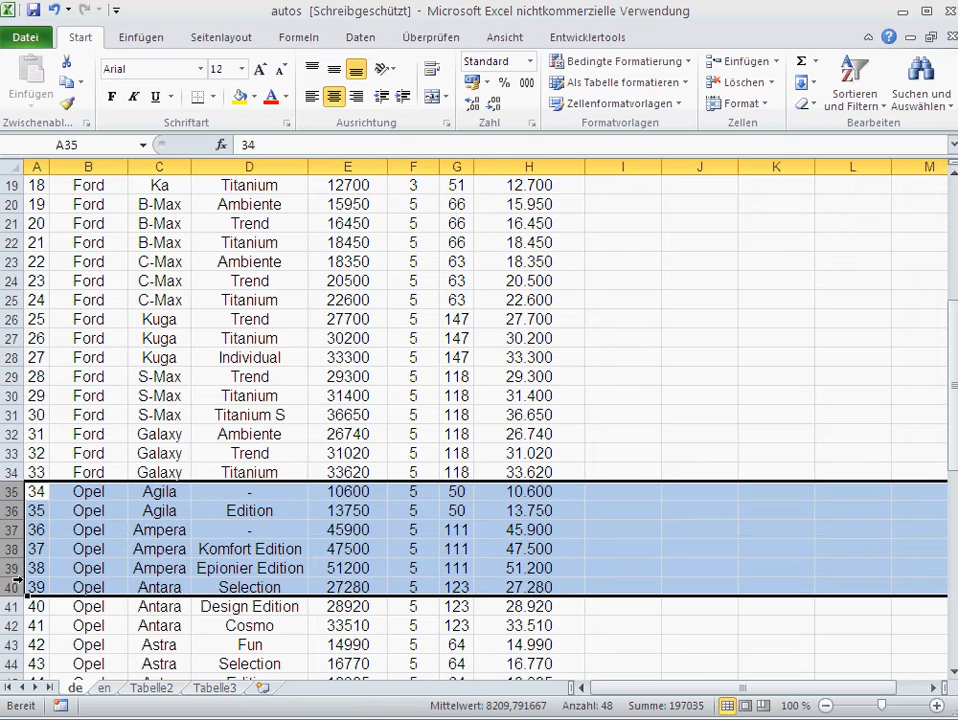 autos [Schreibgeschützt] - Microsoft Excel nichtkommerzielle Verwendung
Datei Start Einfügen Seitenlayout Formeln Daten Überprüfen Ansicht Entwicklertools
Einfügen Arial 12 Standard Bedingte Formatierung Einfügen
% 000 Als Tabelle formatieren Löschen Sortieren Suchen und
F K U Zellenformatvorlagen Format und Filtern Auswählen
Zwischenabl... Schriftart Ausrichtung Zahl Formatvorlagen Zellen Bearbeiten
A35 fx 34
A B C D E F G H I J K L M
19 18 Ford Ka Titanium 12700 3 51 12.700
20 19 Ford B-Max Ambiente 15950 5 66 15.950
21 20 Ford B-Max Trend 16450 5 66 16.450
22 21 Ford B-Max Titanium 18450 5 66 18.450
23 22 Ford C-Max Ambiente 18350 5 63 18.350
24 23 Ford C-Max Trend 20500 5 63 20.500
25 24 Ford C-Max Titanium 22600 5 63 22.600
26 25 Ford Kuga Trend 27700 5 147 27.700
27 26 Ford Kuga Titanium 30200 5 147 30.200
28 27 Ford Kuga Individual 33300 5 147 33.300
29 28 Ford S-Max Trend 29300 5 118 29.300
30 29 Ford S-Max Titanium 31400 5 118 31.400
31 30 Ford S-Max Titanium S 36650 5 118 36.650
32 31 Ford Galaxy Ambiente 26740 5 118 26.740
33 32 Ford Galaxy Trend 31020 5 118 31.020
34 33 Ford Galaxy Titanium 33620 5 118 33.620
35 34 Opel Agila - 10600 5 50 10.600
36 35 Opel Agila Edition 13750 5 50 13.750
37 36 Opel Ampera - 45900 5 111 45.900
38 37 Opel Ampera Komfort Edition 47500 5 111 47.500
39 38 Opel Ampera Epionier Edition 51200 5 111 51.200
40 39 Opel Antara Selection 27280 5 123 27.280
41 40 Opel Antara Design Edition 28920 5 123 28.920
42 41 Opel Antara Cosmo 33510 5 123 33.510
43 42 Opel Astra Fun 14990 5 64 14.990
44 43 Opel Astra Selection 16770 5 64 16.770
de en Tabelle2 Tabelle3
Bereit Mittelwert: 8209,791667 Anzahl: 48 Summe: 197035 100 %